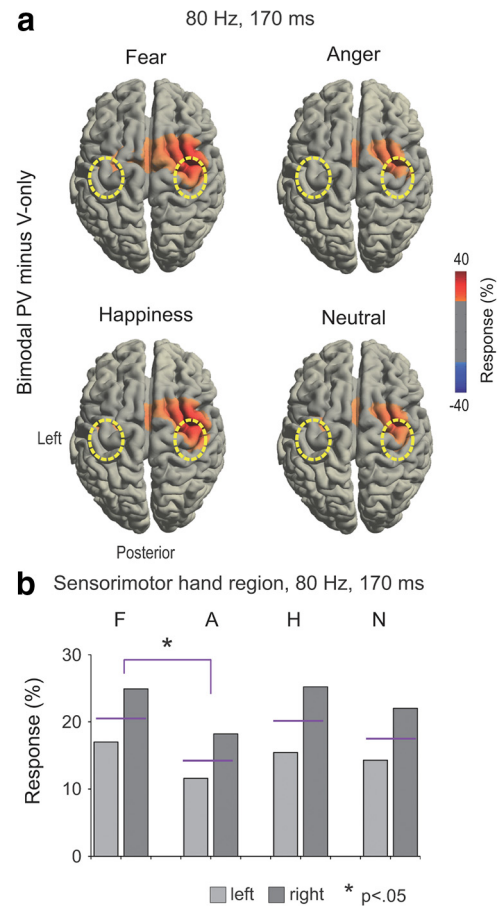 a
80 Hz, 170 ms
Fear
Anger
Bimodal PV minus V-only
40
Response (%)
-40
Happiness
Neutral
Left
Posterior
b
Sensorimotor hand region, 80 Hz, 170 ms
F A H N
*
30
20
10
0
Response (%)
left right * p<.05